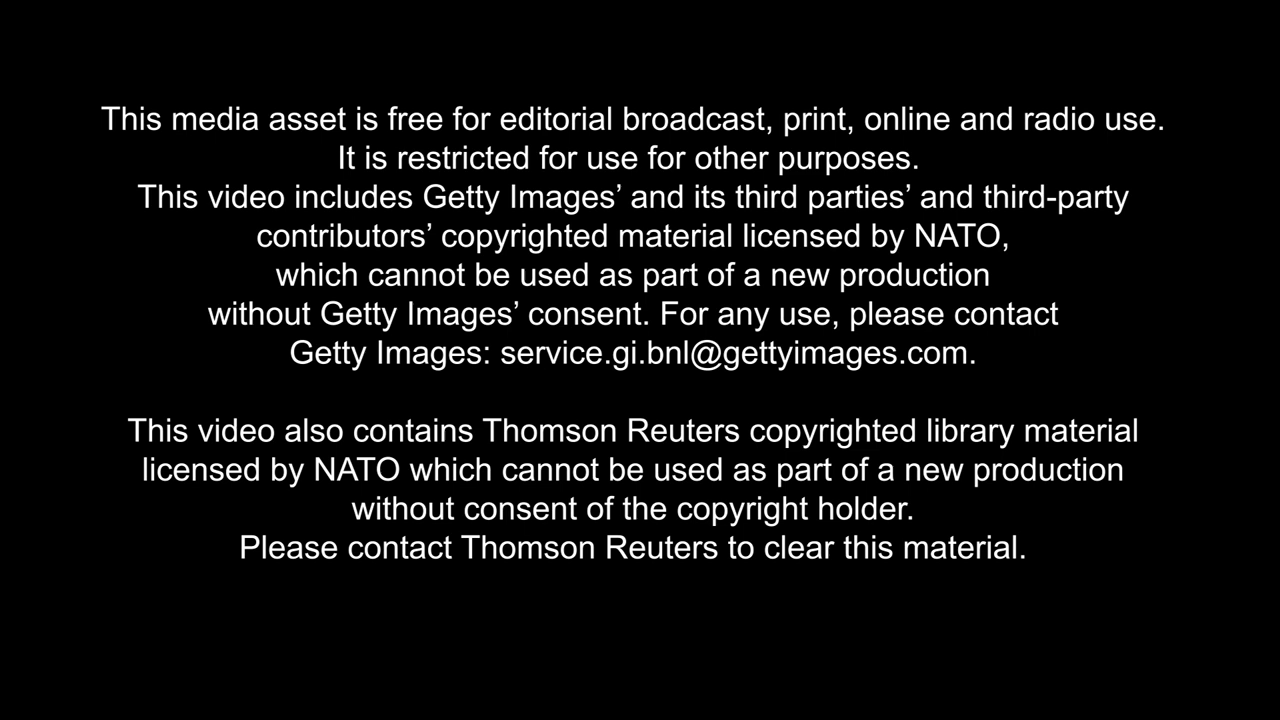 This media asset is free for editorial broadcast, print, online and radio use.
It is restricted for use for other purposes.
This video includes Getty Images’ and its third parties’ and third-party
contributors’ copyrighted material licensed by NATO,
which cannot be used as part of a new production
without Getty Images’ consent. For any use, please contact
Getty Images: service.gi.bnl@gettyimages.com.
This video also contains Thomson Reuters copyrighted library material
licensed by NATO which cannot be used as part of a new production
without consent of the copyright holder.
Please contact Thomson Reuters to clear this material.